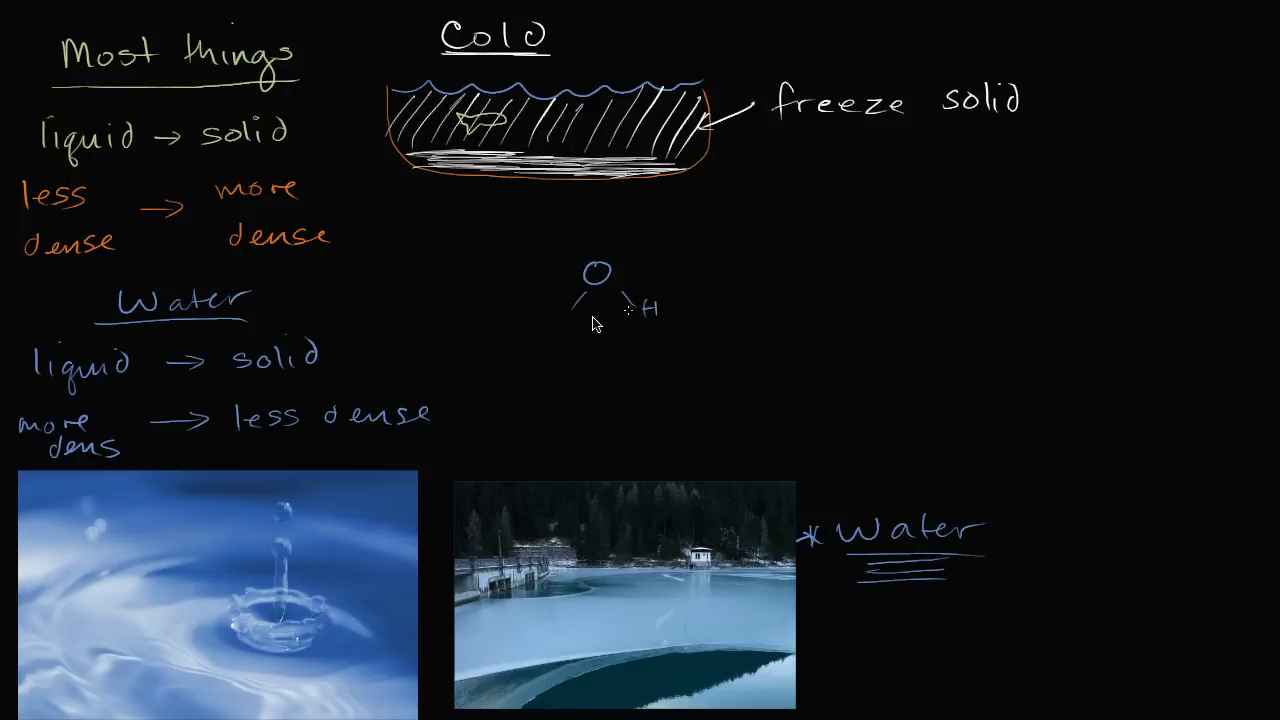 Most things
liquid → solid
less dense → more dense
Water
liquid → solid
more dens → less dense
Cold
freeze solid
O
H
* Water